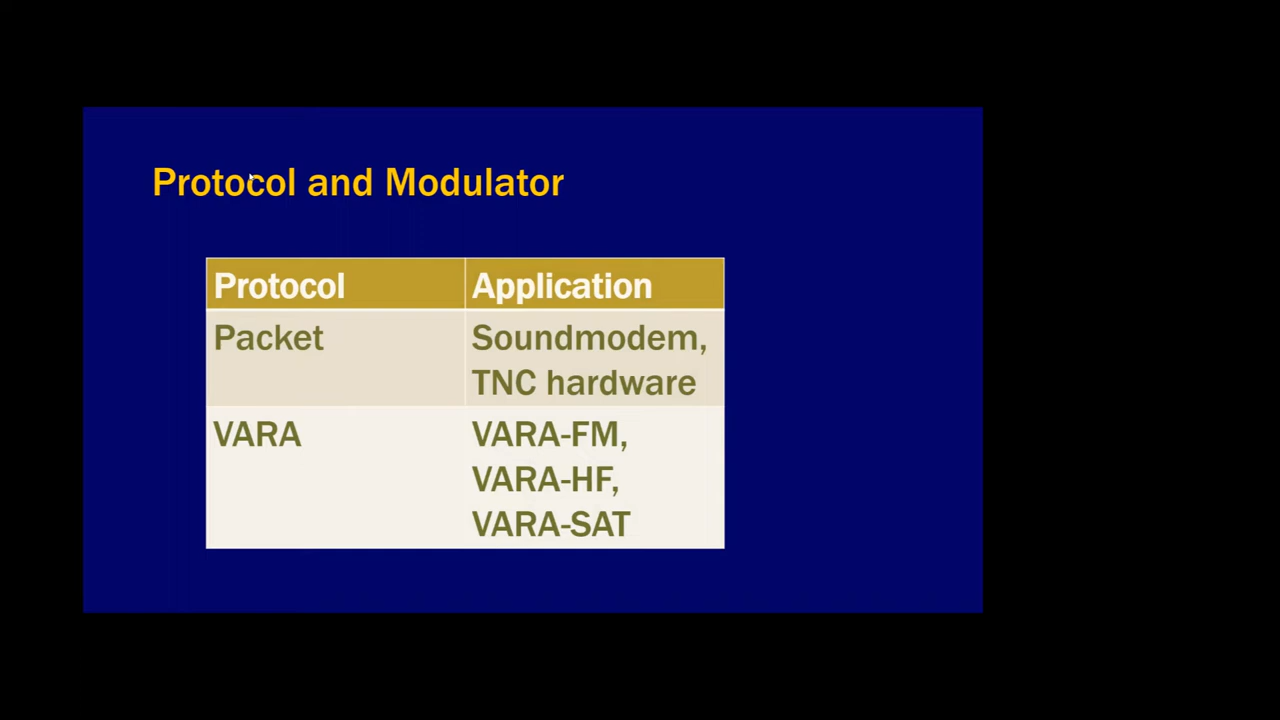 Protocol and Modulator
Protocol Application
Packet Soundmodem,
TNC hardware
VARA VARA-FM,
VARA-HF,
VARA-SAT